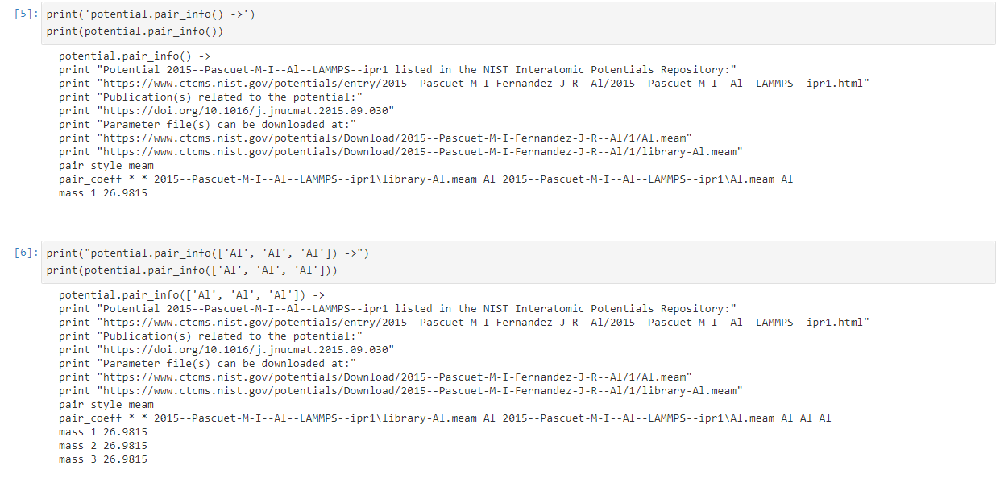 [5]: print('potential.pair_info() ->')
print(potential.pair_info())
potential.pair_info() ->
print "Potential 2015--Pascuet-M-I--Al--LAMMPS--ipr1 listed in the NIST Interatomic Potentials Repository:"
print "https://www.ctcms.nist.gov/potentials/entry/2015--Pascuet-M-I-Fernandez-J-R--Al/2015--Pascuet-M-I--Al--LAMMPS--ipr1.html"
print "Publication(s) related to the potential:"
print "https://doi.org/10.1016/j.jnucmat.2015.09.030"
print "Parameter file(s) can be downloaded at:"
print "https://www.ctcms.nist.gov/potentials/Download/2015--Pascuet-M-I-Fernandez-J-R--Al/1/Al.meam"
print "https://www.ctcms.nist.gov/potentials/Download/2015--Pascuet-M-I-Fernandez-J-R--Al/1/library-Al.meam"
pair_style meam
pair_coeff * * 2015--Pascuet-M-I--Al--LAMMPS--ipr1\library-Al.meam Al 2015--Pascuet-M-I--Al--LAMMPS--ipr1\Al.meam Al
mass 1 26.9815
[6]: print("potential.pair_info(['Al', 'Al', 'Al']) ->")
print(potential.pair_info(['Al', 'Al', 'Al']))
potential.pair_info(['Al', 'Al', 'Al']) ->
print "Potential 2015--Pascuet-M-I--Al--LAMMPS--ipr1 listed in the NIST Interatomic Potentials Repository:"
print "https://www.ctcms.nist.gov/potentials/entry/2015--Pascuet-M-I-Fernandez-J-R--Al/2015--Pascuet-M-I--Al--LAMMPS--ipr1.html"
print "Publication(s) related to the potential:"
print "https://doi.org/10.1016/j.jnucmat.2015.09.030"
print "Parameter file(s) can be downloaded at:"
print "https://www.ctcms.nist.gov/potentials/Download/2015--Pascuet-M-I-Fernandez-J-R--Al/1/Al.meam"
print "https://www.ctcms.nist.gov/potentials/Download/2015--Pascuet-M-I-Fernandez-J-R--Al/1/library-Al.meam"
pair_style meam
pair_coeff * * 2015--Pascuet-M-I--Al--LAMMPS--ipr1\library-Al.meam Al 2015--Pascuet-M-I--Al--LAMMPS--ipr1\Al.meam Al Al Al
mass 1 26.9815
mass 2 26.9815
mass 3 26.9815